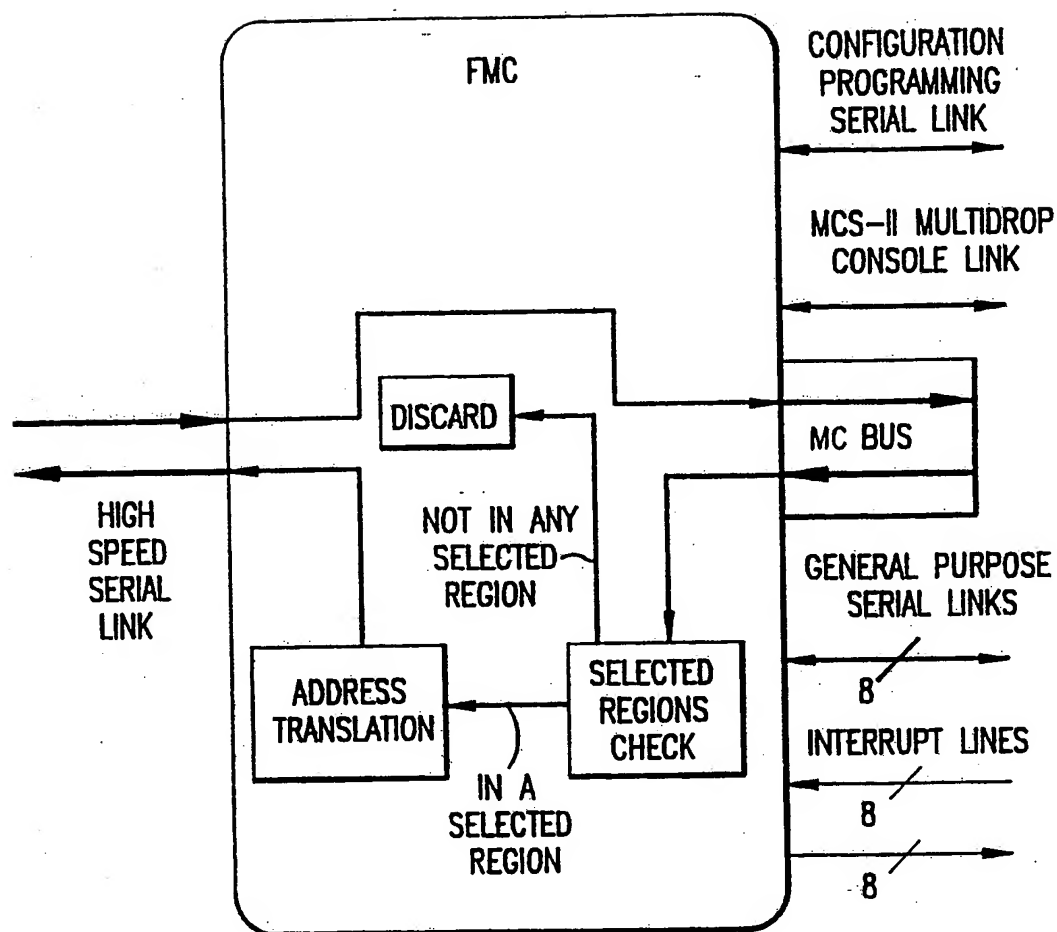 FMC
CONFIGURATION
PROGRAMMING
SERIAL LINK
MCS-II MULTIDROP
CONSOLE LINK
DISCARD
MC BUS
HIGH
SPEED
SERIAL
LINK
NOT IN ANY
SELECTED
REGION
GENERAL PURPOSE
SERIAL LINKS
8
ADDRESS
TRANSLATION
SELECTED
REGIONS
CHECK
IN A
SELECTED
REGION
INTERRUPT LINES
8
8